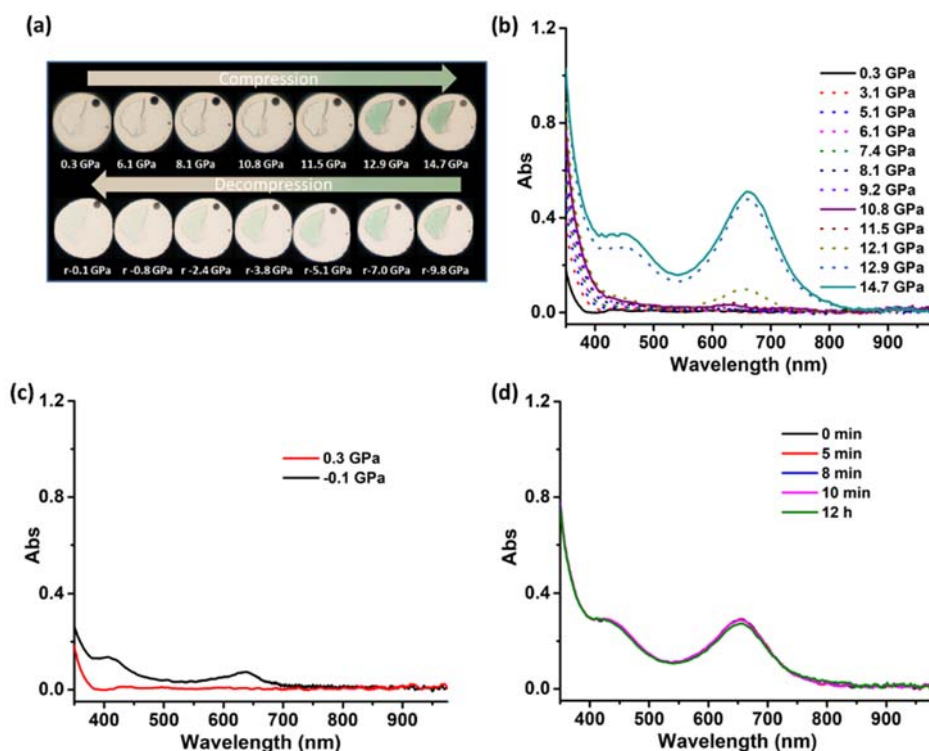 (a)
Compression
0.3 GPa 6.1 GPa 8.1 GPa 10.8 GPa 11.5 GPa 12.9 GPa 14.7 GPa
Decompression
r-0.1 GPa r -0.8 GPa r -2.4 GPa r-3.8 GPa r-5.1 GPa r-7.0 GPa r-9.8 GPa
(b)
1.2
0.8
0.4
0.0
Abs
400 500 600 700 800 900
Wavelength (nm)
0.3 GPa
3.1 GPa
5.1 GPa
6.1 GPa
7.4 GPa
8.1 GPa
9.2 GPa
10.8 GPa
11.5 GPa
12.1 GPa
12.9 GPa
14.7 GPa
(c)
1.2
0.8
0.4
0.0
Abs
400 500 600 700 800 900
Wavelength (nm)
0.3 GPa
-0.1 GPa
(d)
1.2
0.8
0.4
0.0
Abs
400 500 600 700 800 900
Wavelength (nm)
0 min
5 min
8 min
10 min
12 h